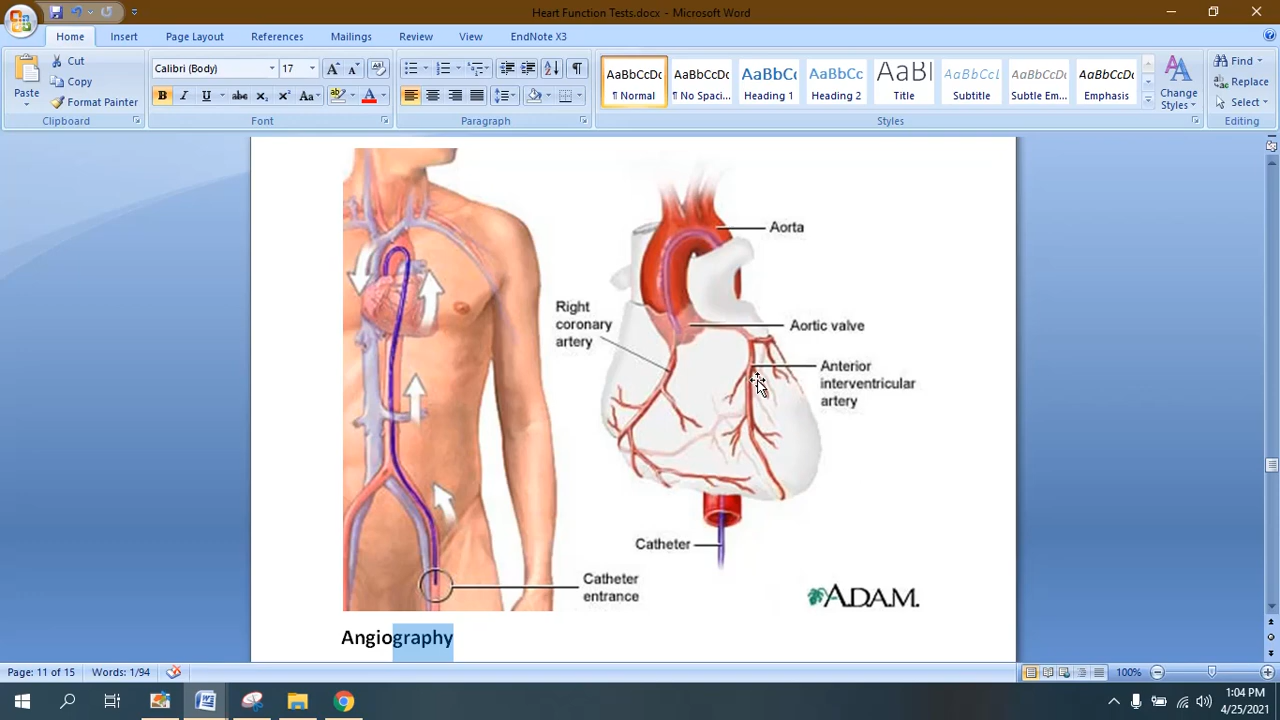 Heart Function Tests.docx - Microsoft Word
Home Insert Page Layout References Mailings Review View EndNote X3
Paste
Cut
Copy
Format Painter
Clipboard
Calibri (Body) 17
Font
Paragraph
AaBbCcDc AaBbCcDc AaBbCc AaBbCc AaBl AaBbCcL AaBbCcDc AaBbCcDc
¶ Normal ¶ No Spaci... Heading 1 Heading 2 Title Subtitle Subtle Em... Emphasis
Change
Styles
Styles
Find
Replace
Select
Editing
Aorta
Right
coronary
artery
Aortic valve
Anterior
interventricular
artery
Catheter
Catheter
entrance
A.D.A.M.
Angiography
Page: 11 of 15 Words: 1/94 100%
1:04 PM
4/25/2021